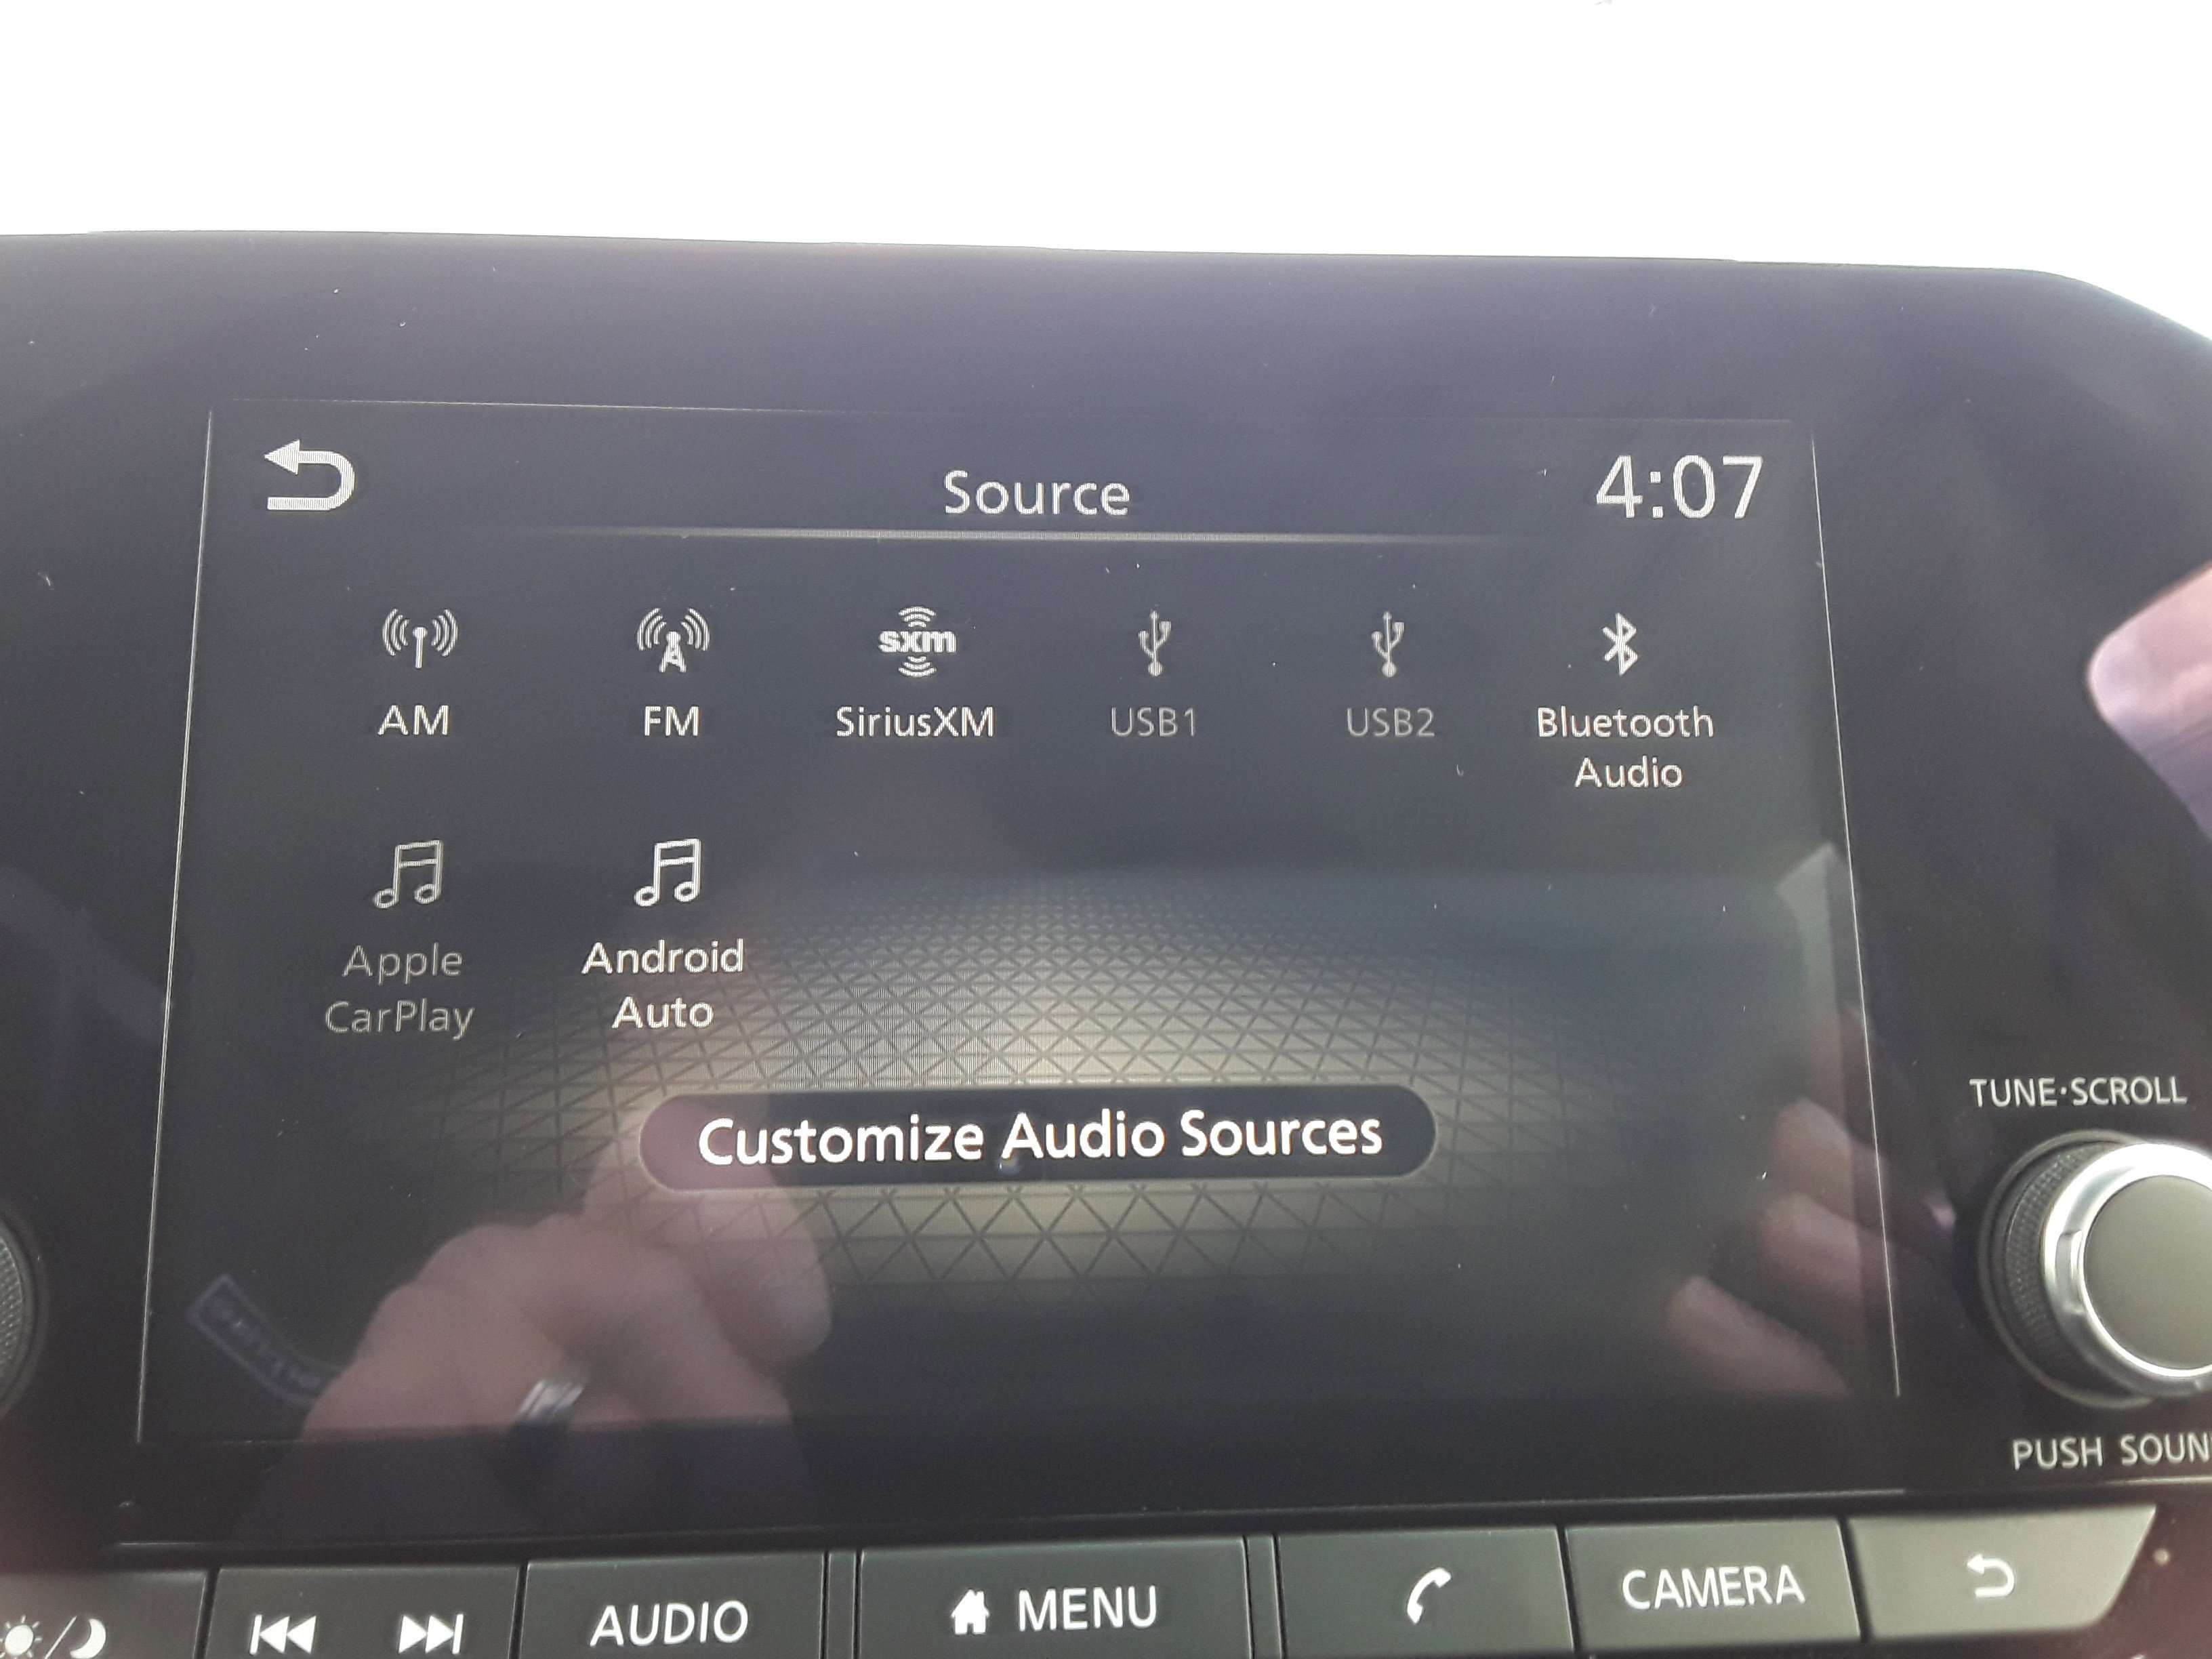 Source
4:07
sxm
AM
FM
SiriusXM
USB1
USB2
Bluetooth
Audio
Apple
CarPlay
Android
Auto
Customize Audio Sources
TUNE·SCROLL
PUSH SOUN
AUDIO
MENU
CAMERA